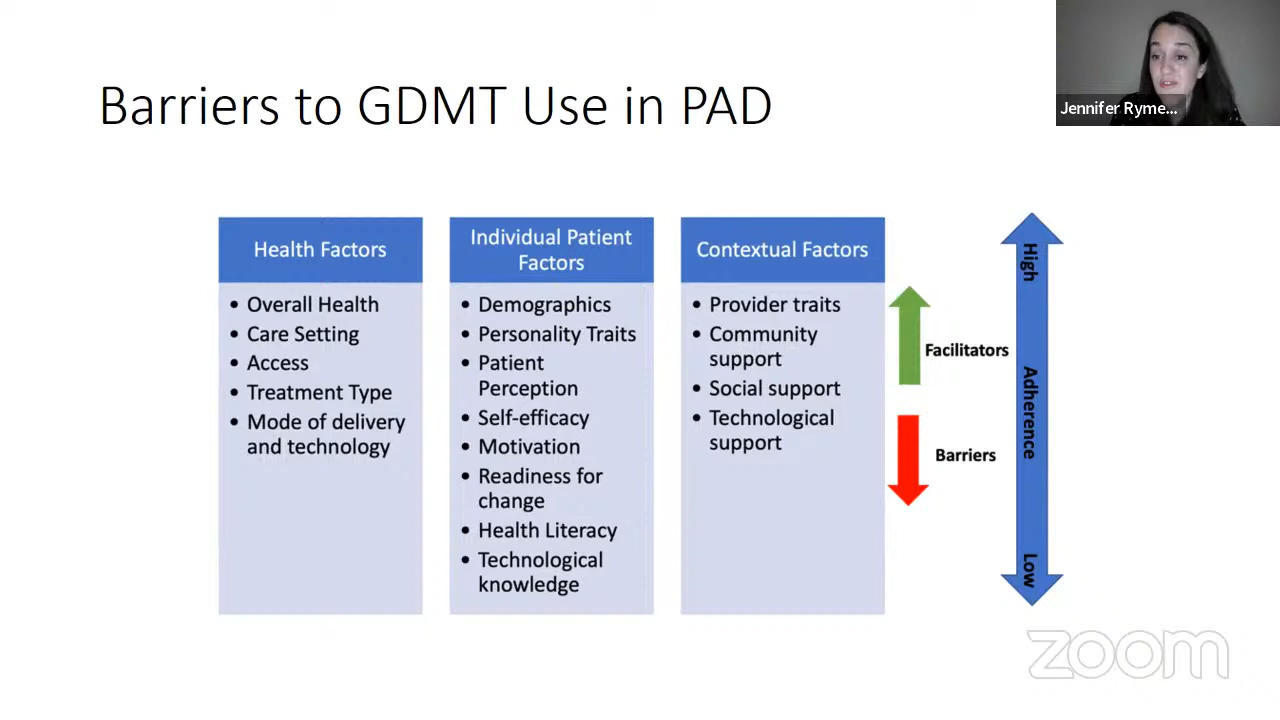 Barriers to GDMT Use in PAD
Jennifer Ryme...
Health Factors
• Overall Health
• Care Setting
• Access
• Treatment Type
• Mode of delivery
and technology
Individual Patient
Factors
• Demographics
• Personality Traits
• Patient
Perception
• Self-efficacy
• Motivation
• Readiness for
change
• Health Literacy
• Technological
knowledge
Contextual Factors
• Provider traits
• Community
support
• Social support
• Technological
support
Facilitators
Barriers
High
Adherence
Low
zoom